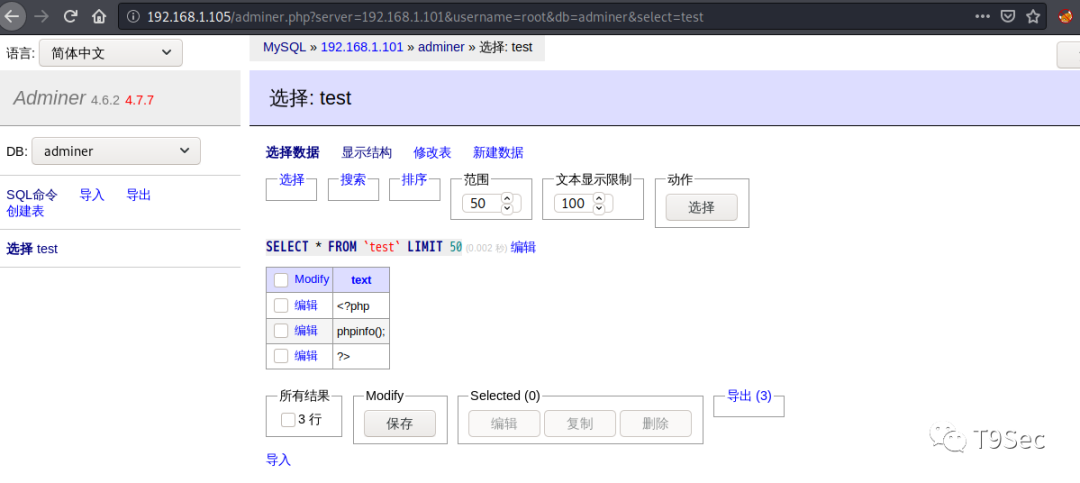 192.168.1.105/adminer.php?server=192.168.1.101&username=root&db=adminer&select=test
语言: 简体中文
MySQL » 192.168.1.101 » adminer » 选择: test
Adminer 4.6.2 4.7.7
选择: test
DB: adminer
选择数据 显示结构 修改表 新建数据
SQL命令 导入 导出
创建表
选择 搜索 排序 范围 文本显示限制 动作
50 100 选择
选择 test
SELECT * FROM `test` LIMIT 50 (0.002 秒) 编辑
Modify text
编辑 <?php
编辑 phpinfo();
编辑 ?>
所有结果 Modify Selected (0) 导出 (3)
3 行 保存 编辑 复制 删除
导入
T9Sec